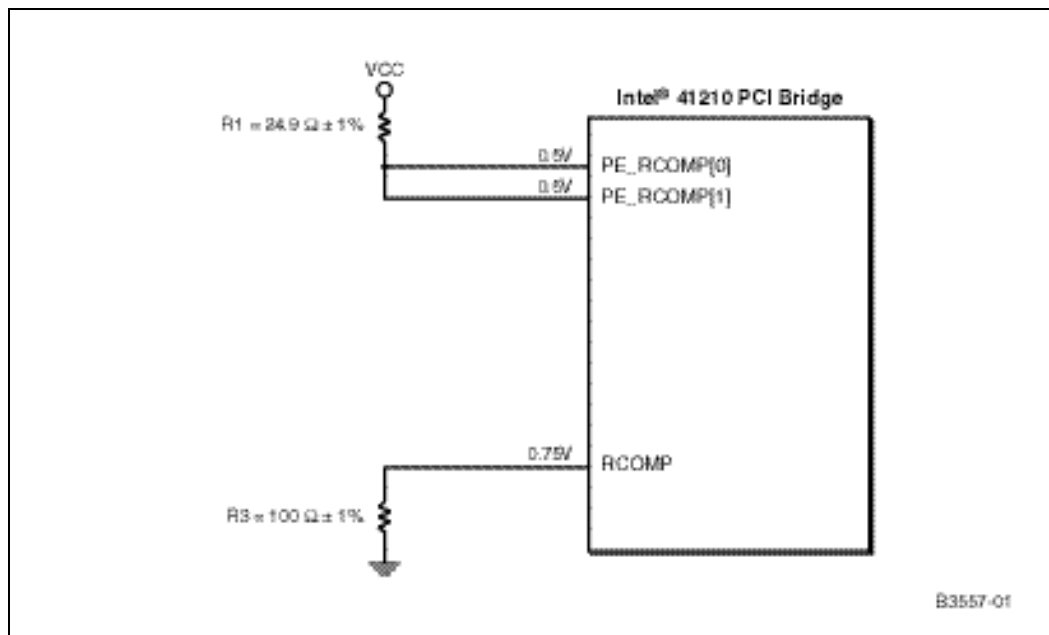 VCC
Intel® 41210 PCI Bridge
R1 = 24.9 Ω ± 1%
0.5V
PE_RCOMP[0]
0.5V
PE_RCOMP[1]
0.75V
RCOMP
R3 = 100 Ω ± 1%
B3557-01